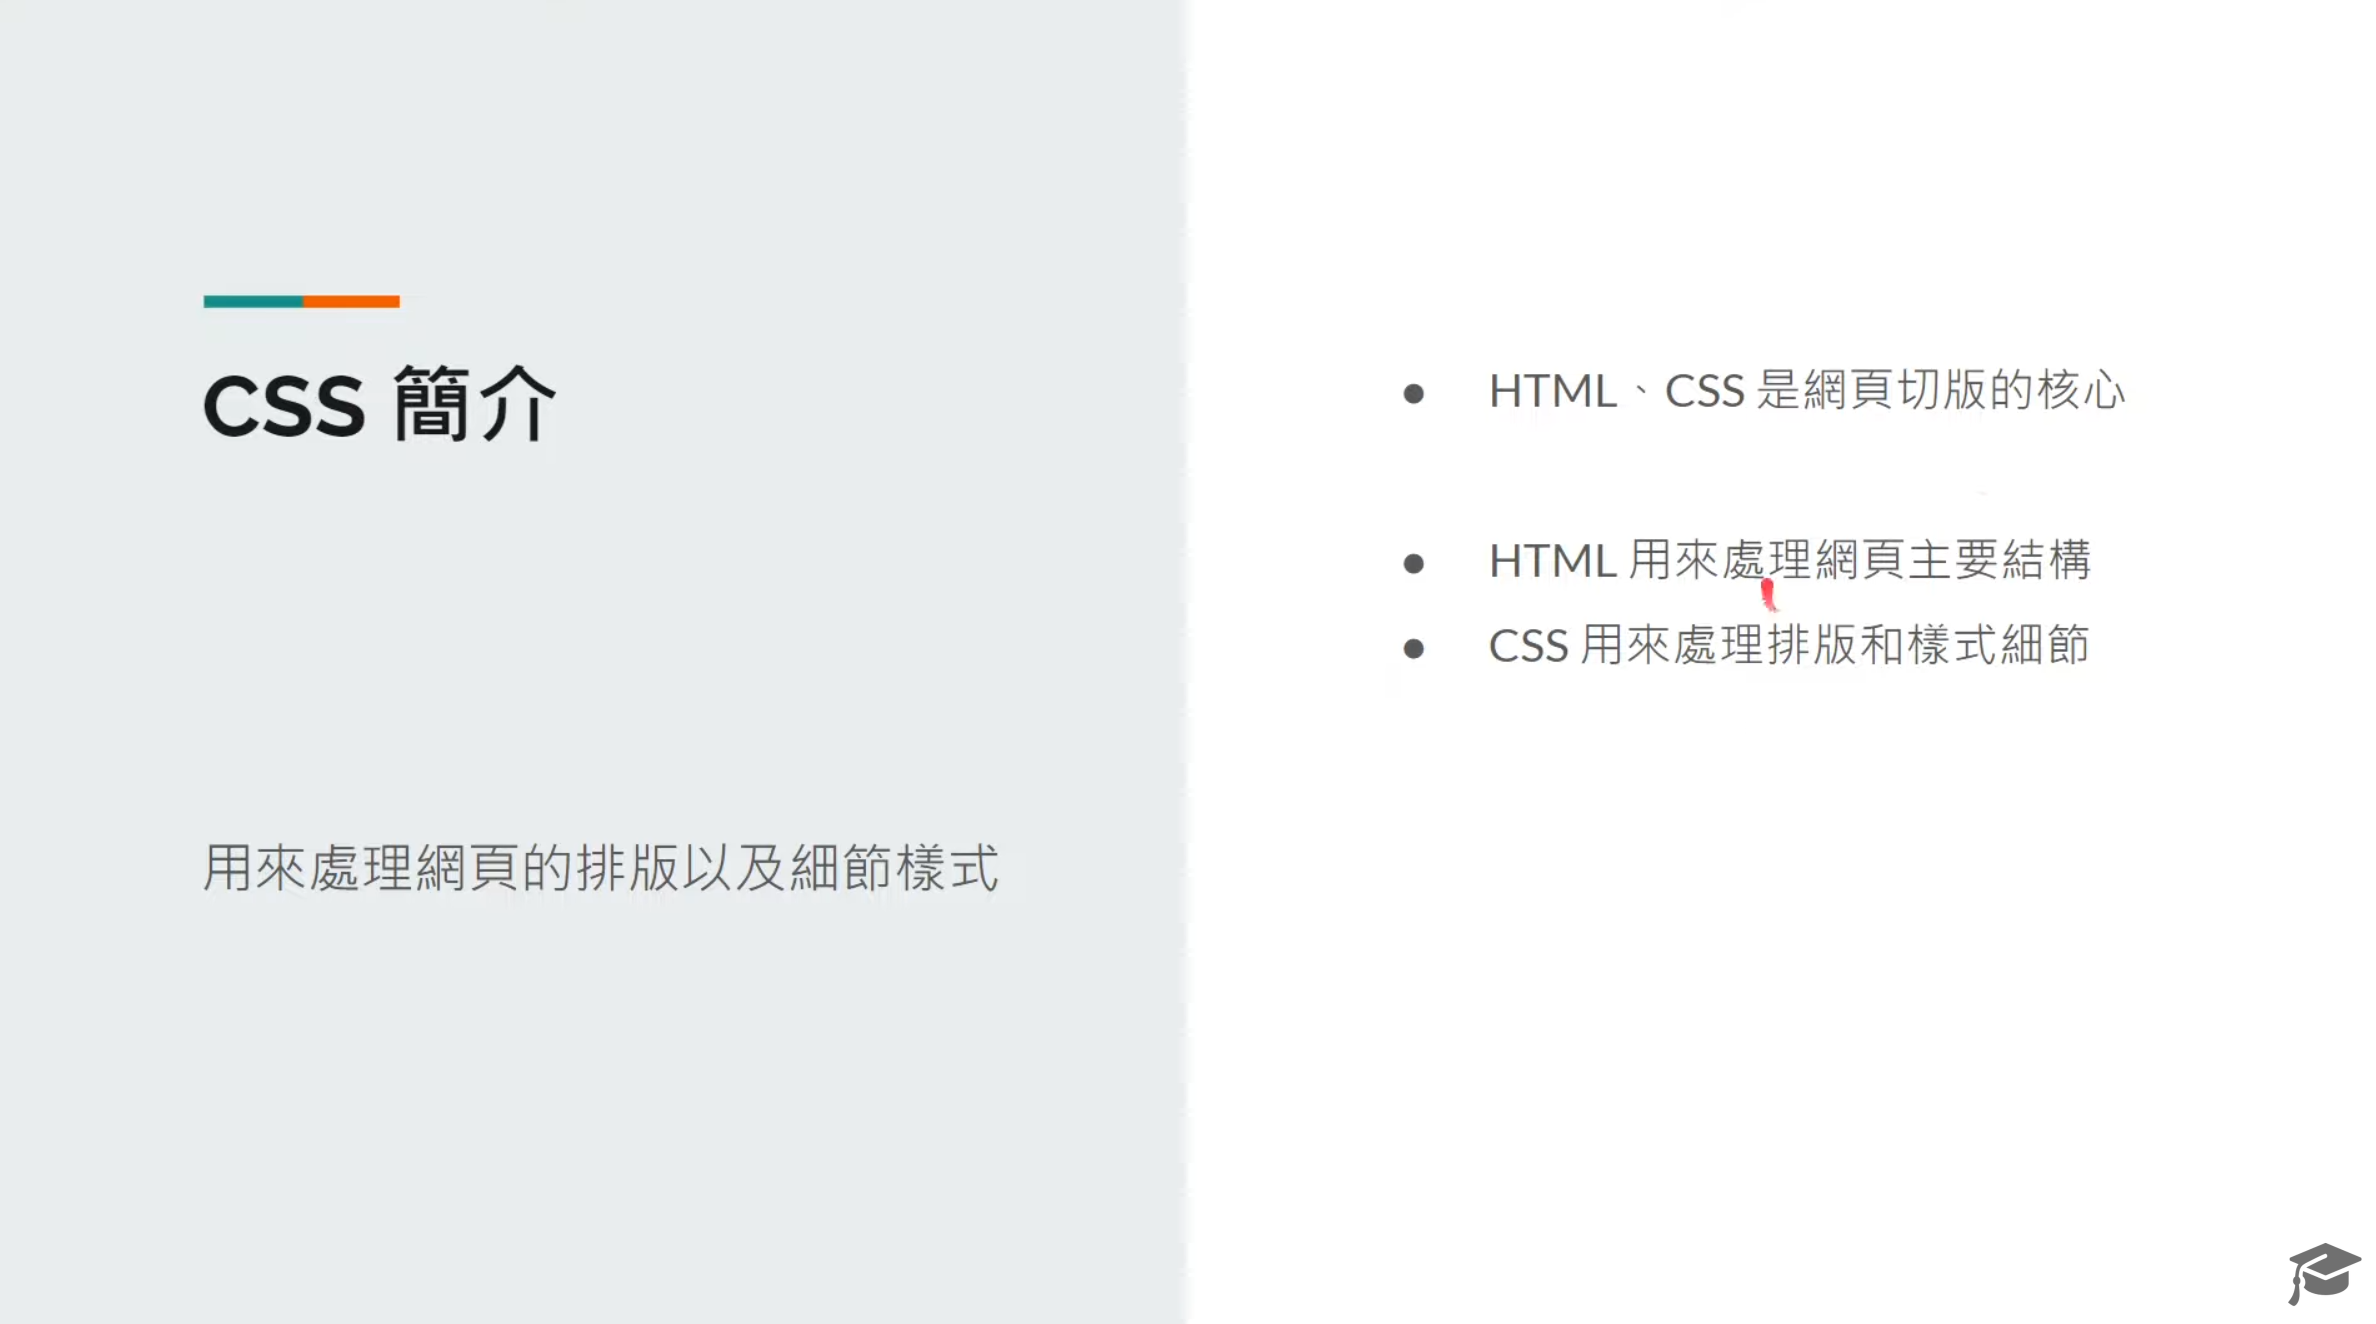 CSS 簡介
用來處理網頁的排版以及細節樣式
● HTML、CSS 是網頁切版的核心
● HTML 用來處理網頁主要結構
● CSS 用來處理排版和樣式細節